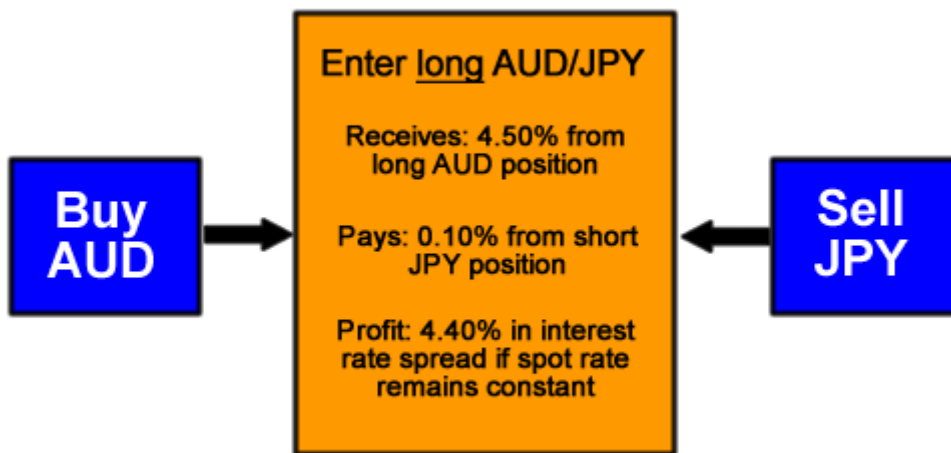 Buy
AUD
Enter long AUD/JPY
Receives: 4.50% from
long AUD position
Pays: 0.10% from short
JPY position
Profit: 4.40% in interest
rate spread if spot rate
remains constant
Sell
JPY